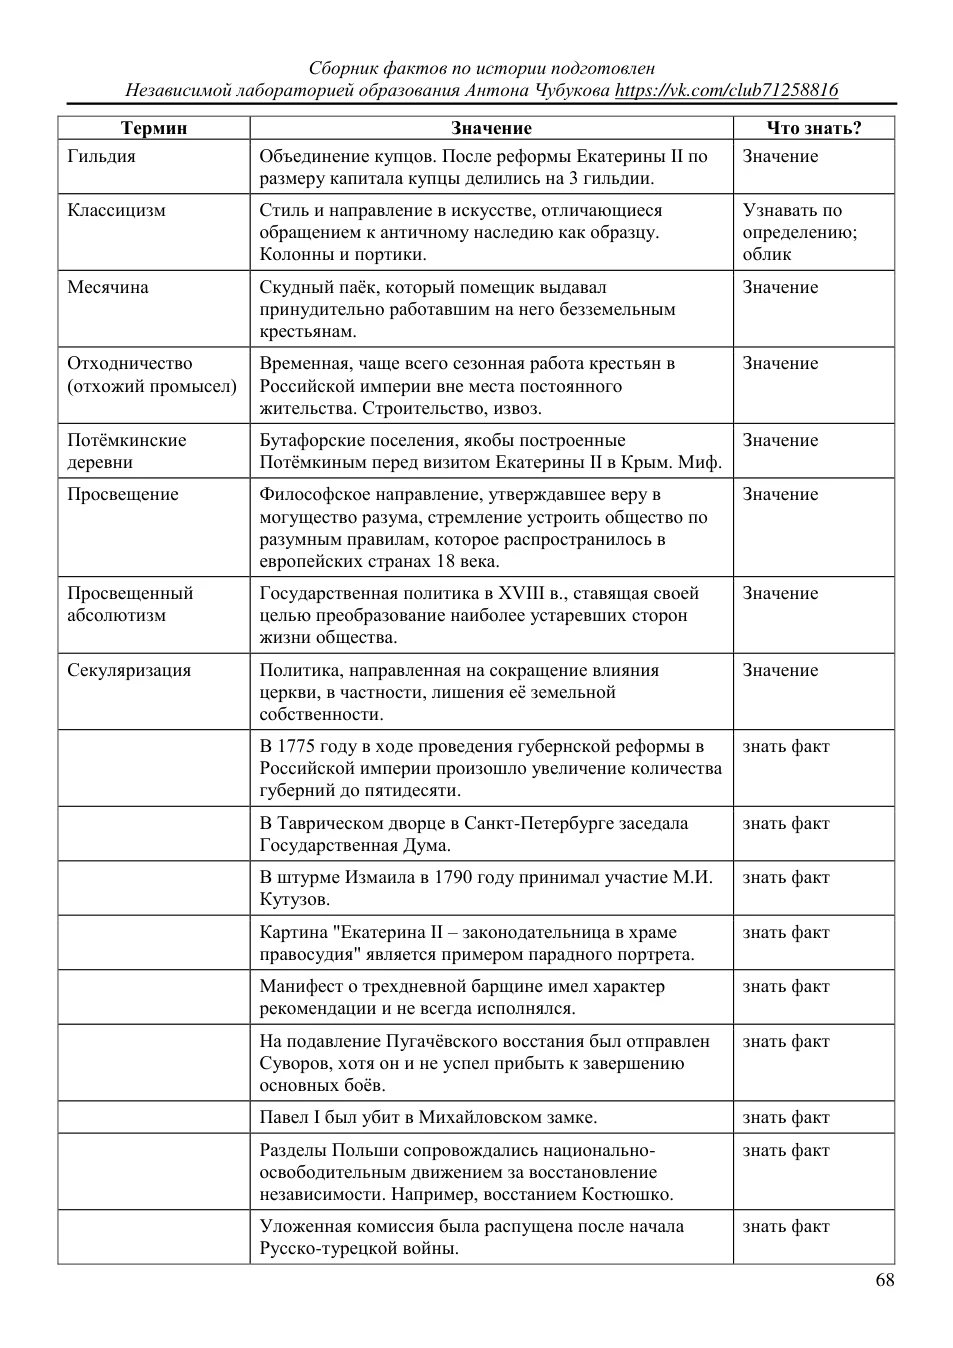 Сборник фактов по истории подготовлен
Независимой лабораторией образования Антона Чубукова https://vk.com/club71258816
Термин Значение Что знать?
Гильдия Объединение купцов. После реформы Екатерины II по Значение
размеру капитала купцы делились на 3 гильдии.
Классицизм Стиль и направление в искусстве, отличающиеся Узнавать по
обращением к античному наследию как образцу. определению;
Колонны и портики. облик
Месячина Скудный паёк, который помещик выдавал Значение
принудительно работавшим на него безземельным
крестьянам.
Отходничество Временная, чаще всего сезонная работа крестьян в Значение
(отхожий промысел) Российской империи вне места постоянного
жительства. Строительство, извоз.
Потёмкинские Бутафорские поселения, якобы построенные Значение
деревни Потёмкиным перед визитом Екатерины II в Крым. Миф.
Просвещение Философское направление, утверждавшее веру в Значение
могущество разума, стремление устроить общество по
разумным правилам, которое распространилось в
европейских странах 18 века.
Просвещенный Государственная политика в XVIII в., ставящая своей Значение
абсолютизм целью преобразование наиболее устаревших сторон
жизни общества.
Секуляризация Политика, направленная на сокращение влияния Значение
церкви, в частности, лишения её земельной
собственности.
В 1775 году в ходе проведения губернской реформы в знать факт
Российской империи произошло увеличение количества
губерний до пятидесяти.
В Таврическом дворце в Санкт-Петербурге заседала знать факт
Государственная Дума.
В штурме Измаила в 1790 году принимал участие М.И. знать факт
Кутузов.
Картина "Екатерина II – законодательница в храме знать факт
правосудия" является примером парадного портрета.
Манифест о трехдневной барщине имел характер знать факт
рекомендации и не всегда исполнялся.
На подавление Пугачёвского восстания был отправлен знать факт
Суворов, хотя он и не успел прибыть к завершению
основных боёв.
Павел I был убит в Михайловском замке. знать факт
Разделы Польши сопровождались национально- знать факт
освободительным движением за восстановление
независимости. Например, восстанием Костюшко.
Уложенная комиссия была распущена после начала знать факт
Русско-турецкой войны.
68